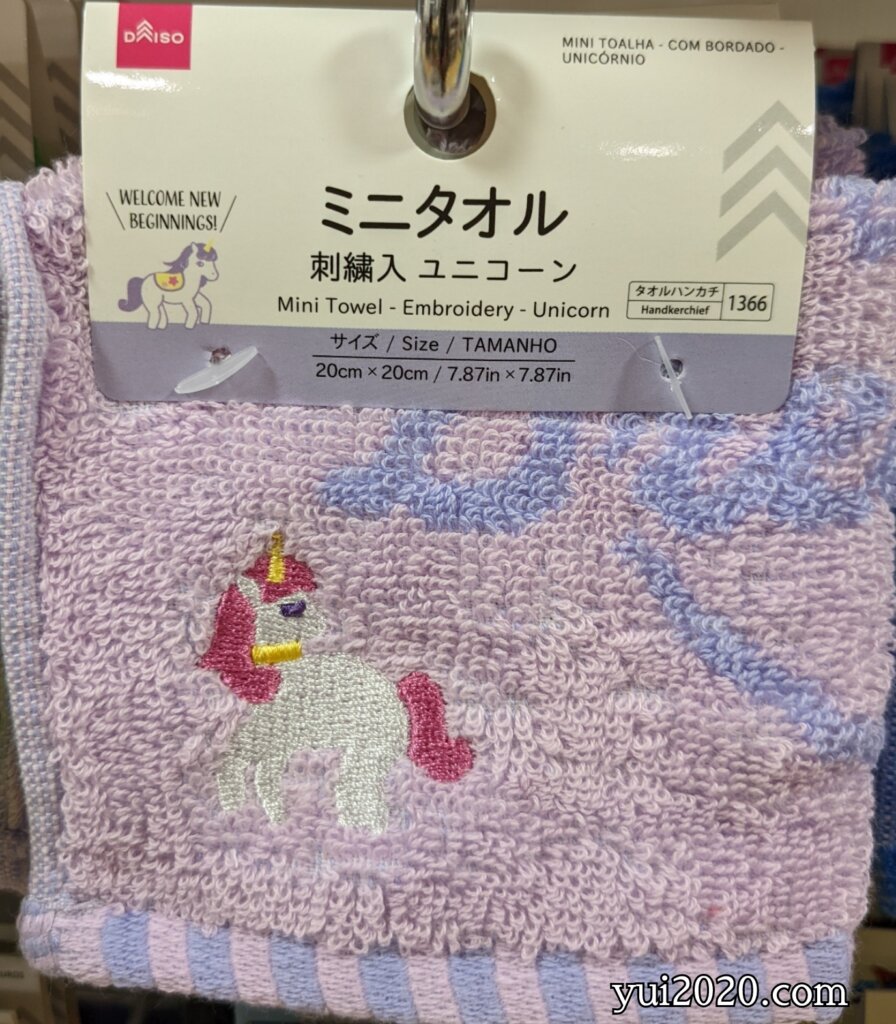 DAISO
MINI TOALHA - COM BORDADO -
UNICÓRNIO
WELCOME NEW
BEGINNINGS!
ミニタオル
刺繍入 ユニコーン
Mini Towel - Embroidery - Unicorn
タオルハンカチ
Handkerchief
1366
サイズ / Size / TAMANHO
20cm×20cm / 7.87in×7.87in
yui2020.com